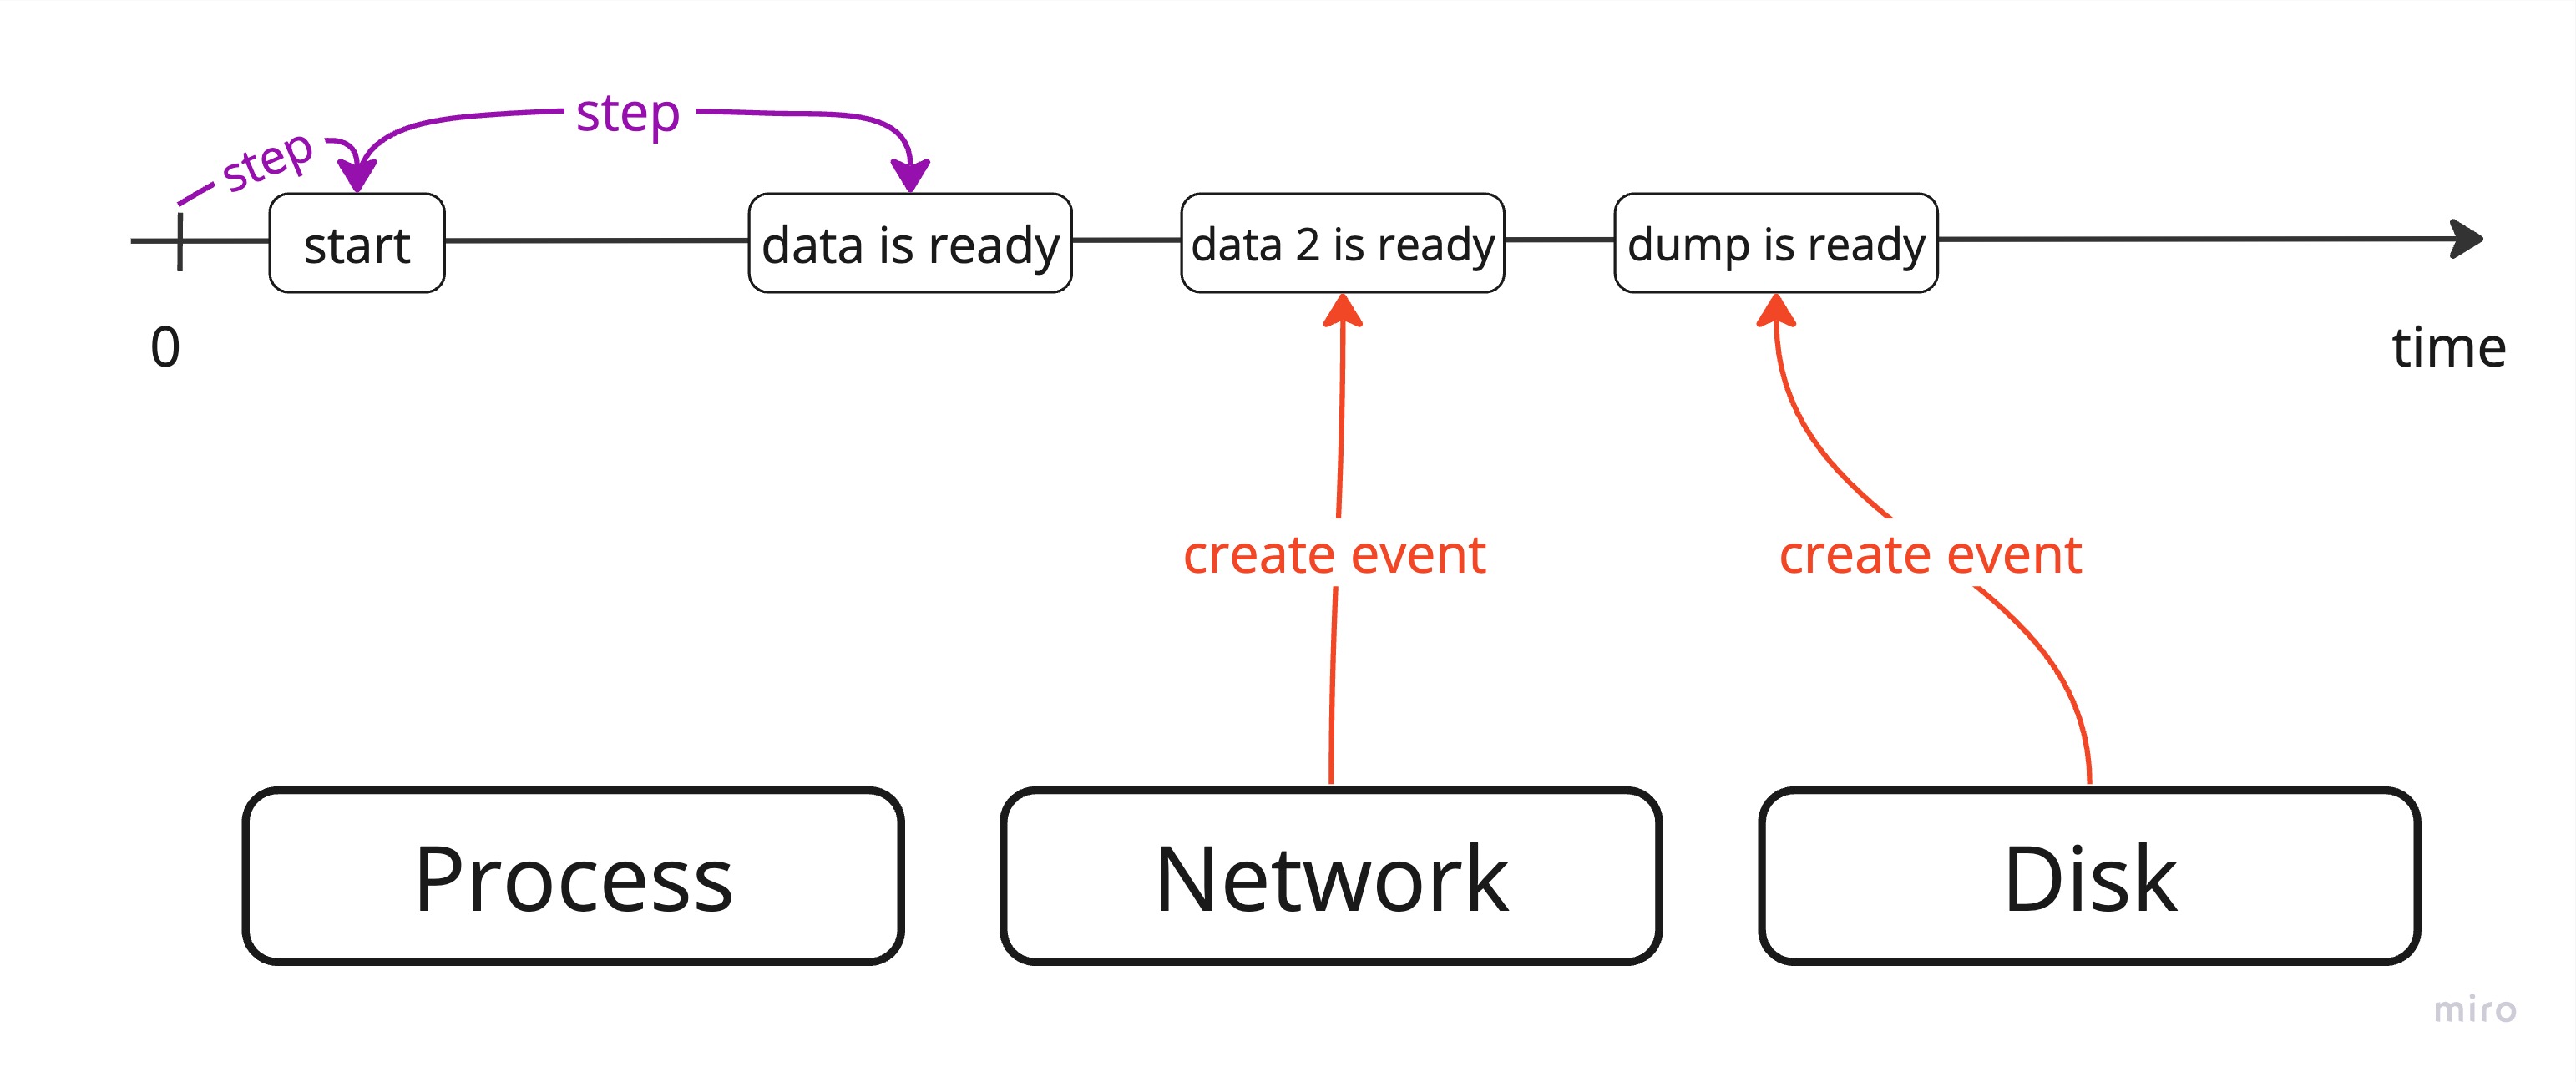 step
step
start
data is ready
data 2 is ready
dump is ready
0
time
create event
create event
Process
Network
Disk
miro